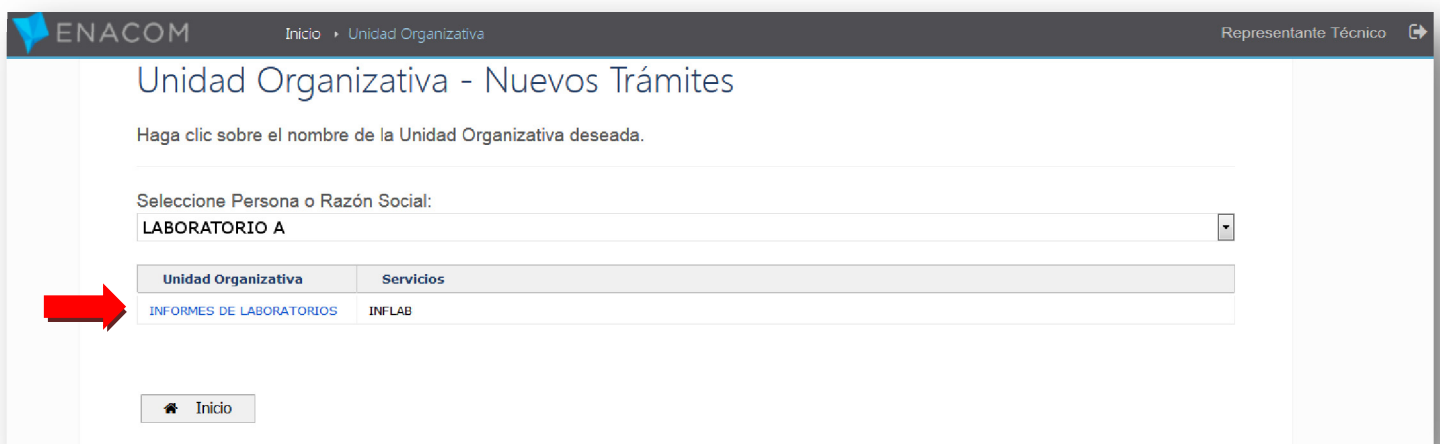 ENACOM Inicio Unidad Organizativa Representante Técnico
Unidad Organizativa - Nuevos Trámites
Haga clic sobre el nombre de la Unidad Organizativa deseada.
Seleccione Persona o Razón Social:
LABORATORIO A
Unidad Organizativa Servicios
INFORMES DE LABORATORIOS INFLAB
Inicio